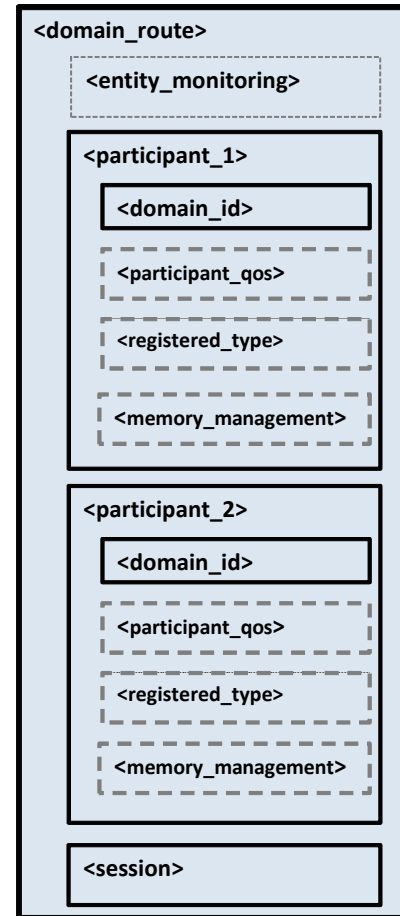 <domain_route>
<entity_monitoring>
<participant_1>
<domain_id>
<participant_qos>
<registered_type>
<memory_management>
<participant_2>
<domain_id>
<participant_qos>
<registered_type>
<memory_management>
<session>